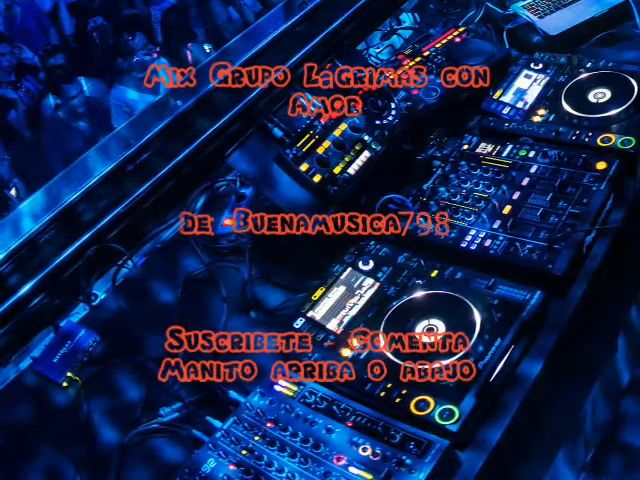 Mix Grupo Lágrimas con
Amor
de Buenamusica798
Suscribete - Comenta
Manito arriba o abajo